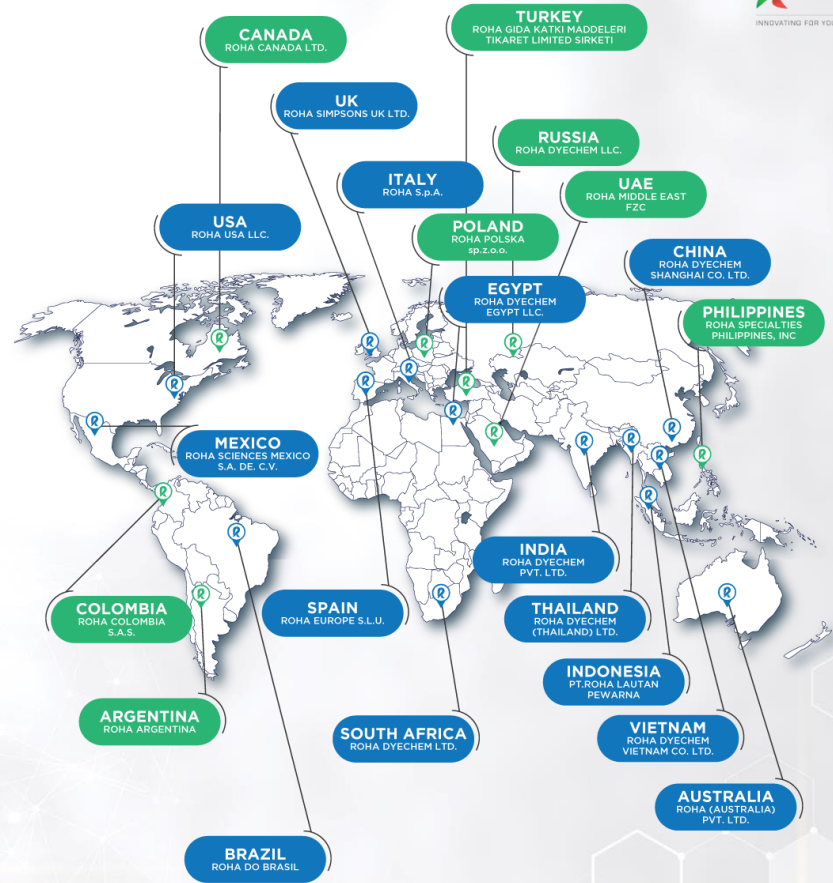 INNOVATING FOR YOU
CANADA
ROHA CANADA LTD.
TURKEY
ROHA GIDA KATKI MADDELERI
TIKARET LIMITED SIRKETI
UK
ROHA SIMPSONS UK LTD.
RUSSIA
ROHA DYECHEM LLC.
ITALY
ROHA S.p.A.
UAE
ROHA MIDDLE EAST
FZC
USA
ROHA USA LLC.
POLAND
ROHA POLSKA
sp.z.o.o.
CHINA
ROHA DYECHEM
SHANGHAI CO. LTD.
EGYPT
ROHA DYECHEM
EGYPT LLC.
PHILIPPINES
ROHA SPECIALTIES
PHILIPPINES, INC
MEXICO
ROHA SCIENCES MEXICO
S.A. DE. C.V.
INDIA
ROHA DYECHEM
PVT. LTD.
COLOMBIA
ROHA COLOMBIA
S.A.S.
SPAIN
ROHA EUROPE S.L.U.
THAILAND
ROHA DYECHEM
(THAILAND) LTD.
INDONESIA
PT.ROHA LAUTAN
PEWARNA
ARGENTINA
ROHA ARGENTINA
SOUTH AFRICA
ROHA DYECHEM LTD.
VIETNAM
ROHA DYECHEM
VIETNAM CO. LTD.
AUSTRALIA
ROHA (AUSTRALIA)
PVT. LTD.
BRAZIL
ROHA DO BRASIL